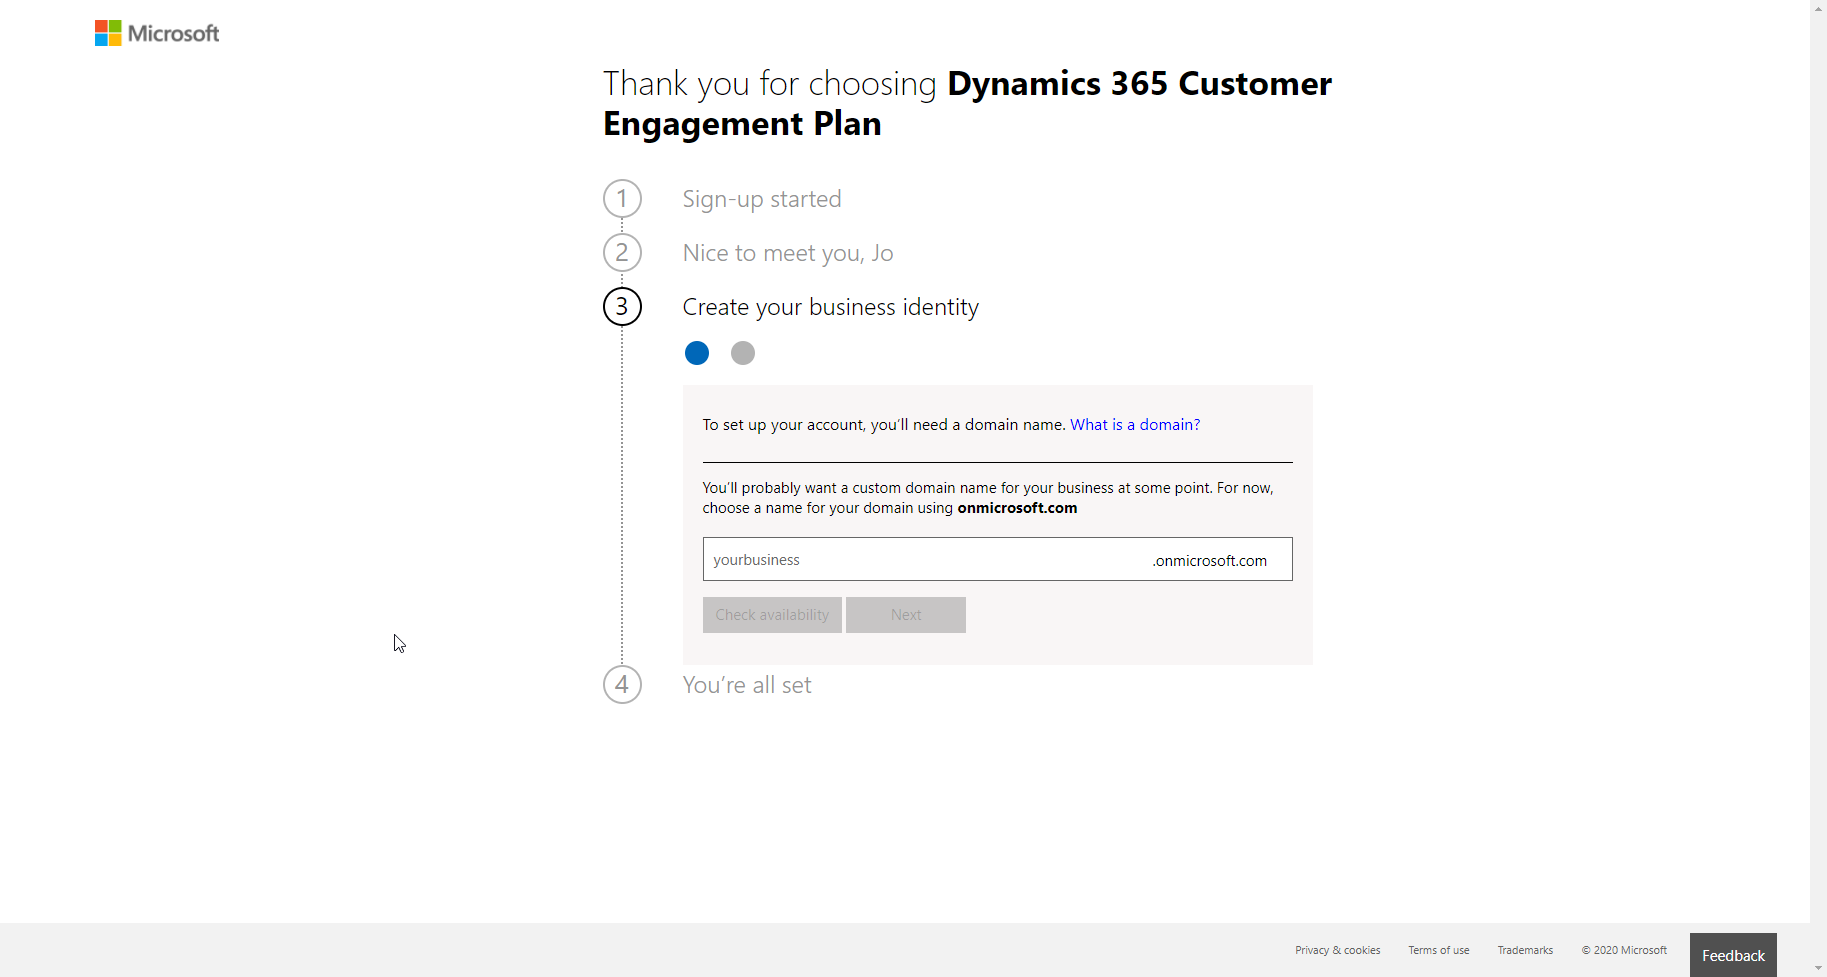 Microsoft
Thank you for choosing Dynamics 365 Customer
Engagement Plan
1 Sign-up started
2 Nice to meet you, Jo
3 Create your business identity
To set up your account, you'll need a domain name. What is a domain?
You'll probably want a custom domain name for your business at some point. For now,
choose a name for your domain using onmicrosoft.com
yourbusiness .onmicrosoft.com
Check availability Next
4 You're all set
Privacy & cookies Terms of use Trademarks © 2020 Microsoft Feedback